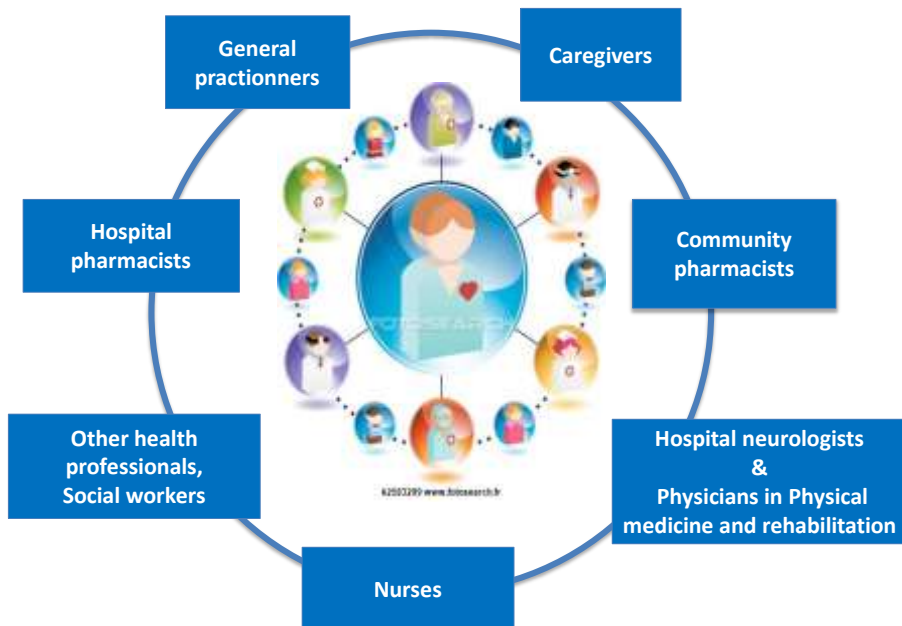 General
practionners
Caregivers
Hospital
pharmacists
Community
pharmacists
FOTOSEARCH
Other health
professionals,
Social workers
Hospital neurologists
&
Physicians in Physical
medicine and rehabilitation
www.fotosearch.fr
Nurses